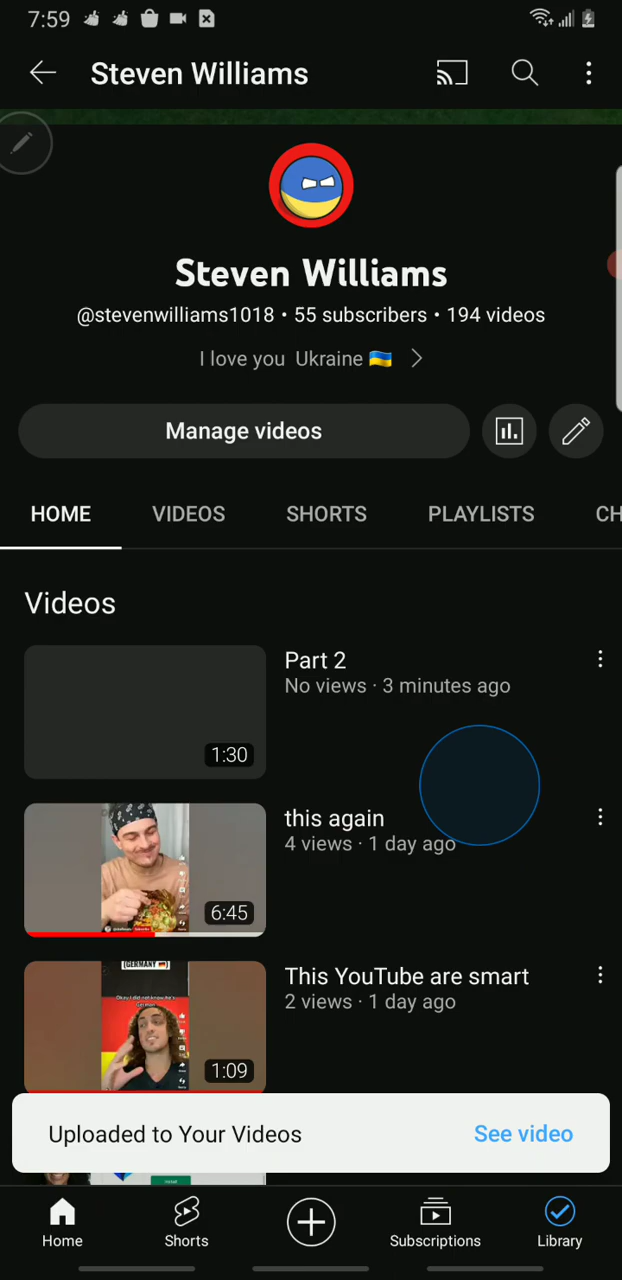 7:59
Steven Williams
Steven Williams
@stevenwilliams1018 • 55 subscribers • 194 videos
I love you Ukraine 🇺🇦
Manage videos
HOME VIDEOS SHORTS PLAYLISTS CH
Videos
Part 2
No views · 3 minutes ago
1:30
this again
4 views · 1 day ago
6:45
[GERMANY 🇩🇪]
This YouTube are smart
2 views · 1 day ago
1:09
Uploaded to Your Videos See video
Home Shorts Subscriptions Library